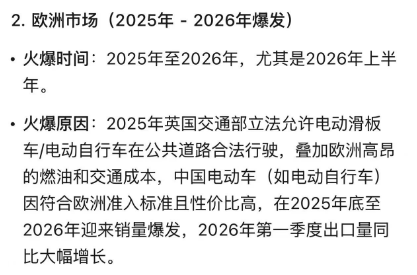 2. 欧洲市场（2025年 - 2026年爆发）
• 火爆时间：2025年至2026年，尤其是2026年上半
年。
• 火爆原因：2025年英国交通部立法允许电动滑板
车/电动自行车在公共道路合法行驶，叠加欧洲高昂
的燃油和交通成本，中国电动车（如电动自行车）
因符合欧洲准入标准且性价比高，在2025年底至
2026年迎来销量爆发，2026年第一季度出口量同
比大幅增长。